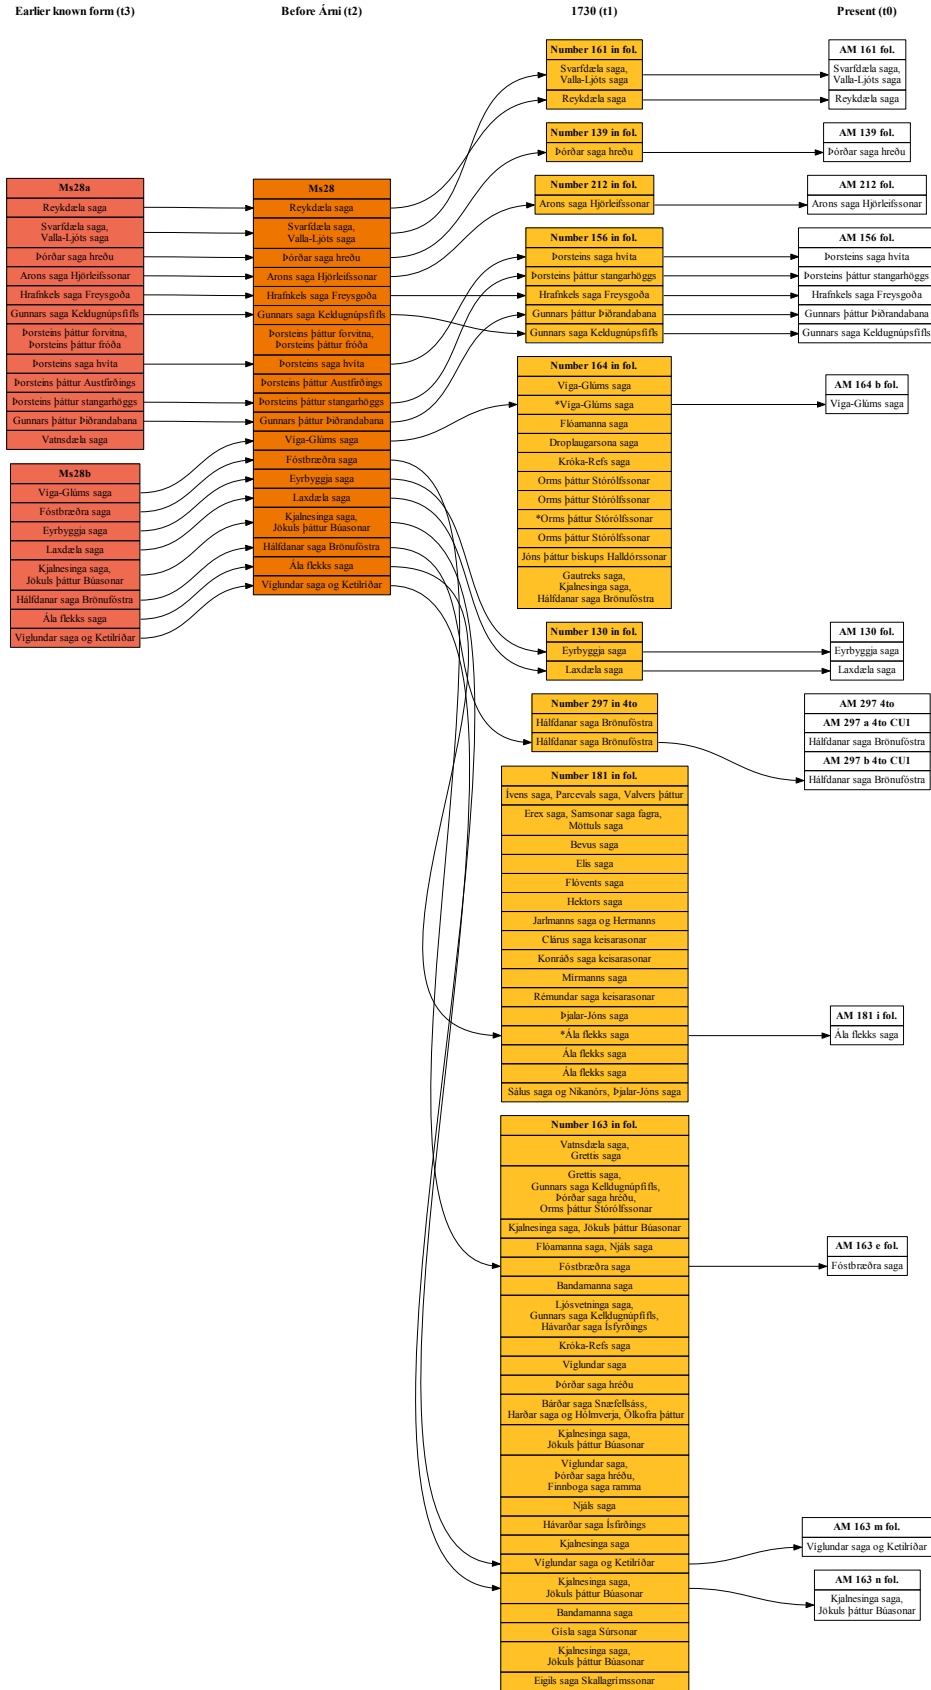 Earlier known form (t3)
Before Árni (t2)
1730 (t1)
Present (t0)
Ms28a
Reykdæla saga
Svarfdæla saga,
Valla-Ljóts saga
Þórðar saga hreðu
Arons saga Hjörleifssonar
Hrafnkels saga Freysgoða
Gunnars saga Keldugnúpsfífls
Þorsteins þáttur forvitna,
Þorsteins þáttur fróða
Þorsteins saga hvíta
Þorsteins þáttur Austfirðings
Þorsteins þáttur stangarhöggs
Gunnars þáttur Þiðrandabana
Vatnsdæla saga
Ms28b
Víga-Glúms saga
Fóstbræðra saga
Eyrbyggja saga
Laxdæla saga
Kjalnesinga saga,
Jökuls þáttur Búasonar
Hálfdanar saga Brönufóstra
Ála flekks saga
Víglundar saga og Ketilríðar
Ms28
Reykdæla saga
Svarfdæla saga,
Valla-Ljóts saga
Þórðar saga hreðu
Arons saga Hjörleifssonar
Hrafnkels saga Freysgoða
Gunnars saga Keldugnúpsfífls
Þorsteins þáttur forvitna,
Þorsteins þáttur fróða
Þorsteins saga hvíta
Þorsteins þáttur Austfirðings
Þorsteins þáttur stangarhöggs
Gunnars þáttur Þiðrandabana
Víga-Glúms saga
Fóstbræðra saga
Eyrbyggja saga
Laxdæla saga
Kjalnesinga saga,
Jökuls þáttur Búasonar
Hálfdanar saga Brönufóstra
Ála flekks saga
Víglundar saga og Ketilríðar
Number 161 in fol.
Svarfdæla saga,
Valla-Ljóts saga
Reykdæla saga
Number 139 in fol.
Þórðar saga hreðu
Number 212 in fol.
Arons saga Hjörleifssonar
Number 156 in fol.
Þorsteins saga hvíta
Þorsteins þáttur stangarhöggs
Hrafnkels saga Freysgoða
Gunnars þáttur Þiðrandabana
Gunnars saga Keldugnúpsfífls
Number 164 in fol.
Víga-Glúms saga
*Víga-Glúms saga
Flóamanna saga
Droplaugarsona saga
Króka-Refs saga
Orms þáttur Stórólfssonar
Orms þáttur Stórólfssonar
*Orms þáttur Stórólfssonar
Orms þáttur Stórólfssonar
Jóns þáttur biskups Halldórssonar
Gautreks saga,
Kjalnesinga saga,
Hálfdanar saga Brönufóstra
Number 130 in fol.
Eyrbyggja saga
Laxdæla saga
Number 297 in 4to
Hálfdanar saga Brönufóstra
Hálfdanar saga Brönufóstra
Number 181 in fol.
Ívens saga, Parcevals saga, Valvers þáttur
Erex saga, Samsonar saga fagra,
Möttuls saga
Bevus saga
Elis saga
Flóvents saga
Hektors saga
Jarlmanns saga og Hermanns
Clárus saga keisarasonar
Konráðs saga keisarasonar
Mírmanns saga
Rémundar saga keisarasonar
Þjalar-Jóns saga
*Ála flekks saga
Ála flekks saga
Ála flekks saga
Sálus saga og Nikanórs, Þjalar-Jóns saga
Number 163 in fol.
Vatnsdæla saga,
Grettis saga
Grettis saga,
Gunnars saga Kelldugnúpfífls,
Þórðar saga hréðu,
Orms þáttur Stórólfssonar
Kjalnesinga saga, Jökuls þáttur Búasonar
Flóamanna saga, Njáls saga
Fóstbræðra saga
Bandamanna saga
Ljósvetninga saga,
Gunnars saga Kelldugnúpfífls,
Hávarðar saga Ísfyrðings
Króka-Refs saga
Víglundar saga
Þórðar saga hréðu
Bárðar saga Snæfellsáss,
Harðar saga og Hólmverja, Ölkofra þáttur
Kjalnesinga saga,
Jökuls þáttur Búasonar
Víglundar saga,
Þórðar saga hréðu,
Finnboga saga ramma
Njáls saga
Hávarðar saga Ísfirðings
Kjalnesinga saga
Víglundar saga og Ketilríðar
Kjalnesinga saga,
Jökuls þáttur Búasonar
Bandamanna saga
Gísla saga Súrsonar
Kjalnesinga saga,
Jökuls þáttur Búasonar
Eigils saga Skallagrímssonar
AM 161 fol.
Svarfdæla saga,
Valla-Ljóts saga
Reykdæla saga
AM 139 fol.
Þórðar saga hreðu
AM 212 fol.
Arons saga Hjörleifssonar
AM 156 fol.
Þorsteins saga hvíta
Þorsteins þáttur stangarhöggs
Hrafnkels saga Freysgoða
Gunnars þáttur Þiðrandabana
Gunnars saga Keldugnúpsfífls
AM 164 b fol.
Víga-Glúms saga
AM 130 fol.
Eyrbyggja saga
Laxdæla saga
AM 297 4to
AM 297 a 4to CU1
Hálfdanar saga Brönufóstra
AM 297 b 4to CU1
Hálfdanar saga Brönufóstra
AM 181 i fol.
Ála flekks saga
AM 163 e fol.
Fóstbræðra saga
AM 163 m fol.
Víglundar saga og Ketilríðar
AM 163 n fol.
Kjalnesinga saga,
Jökuls þáttur Búasonar